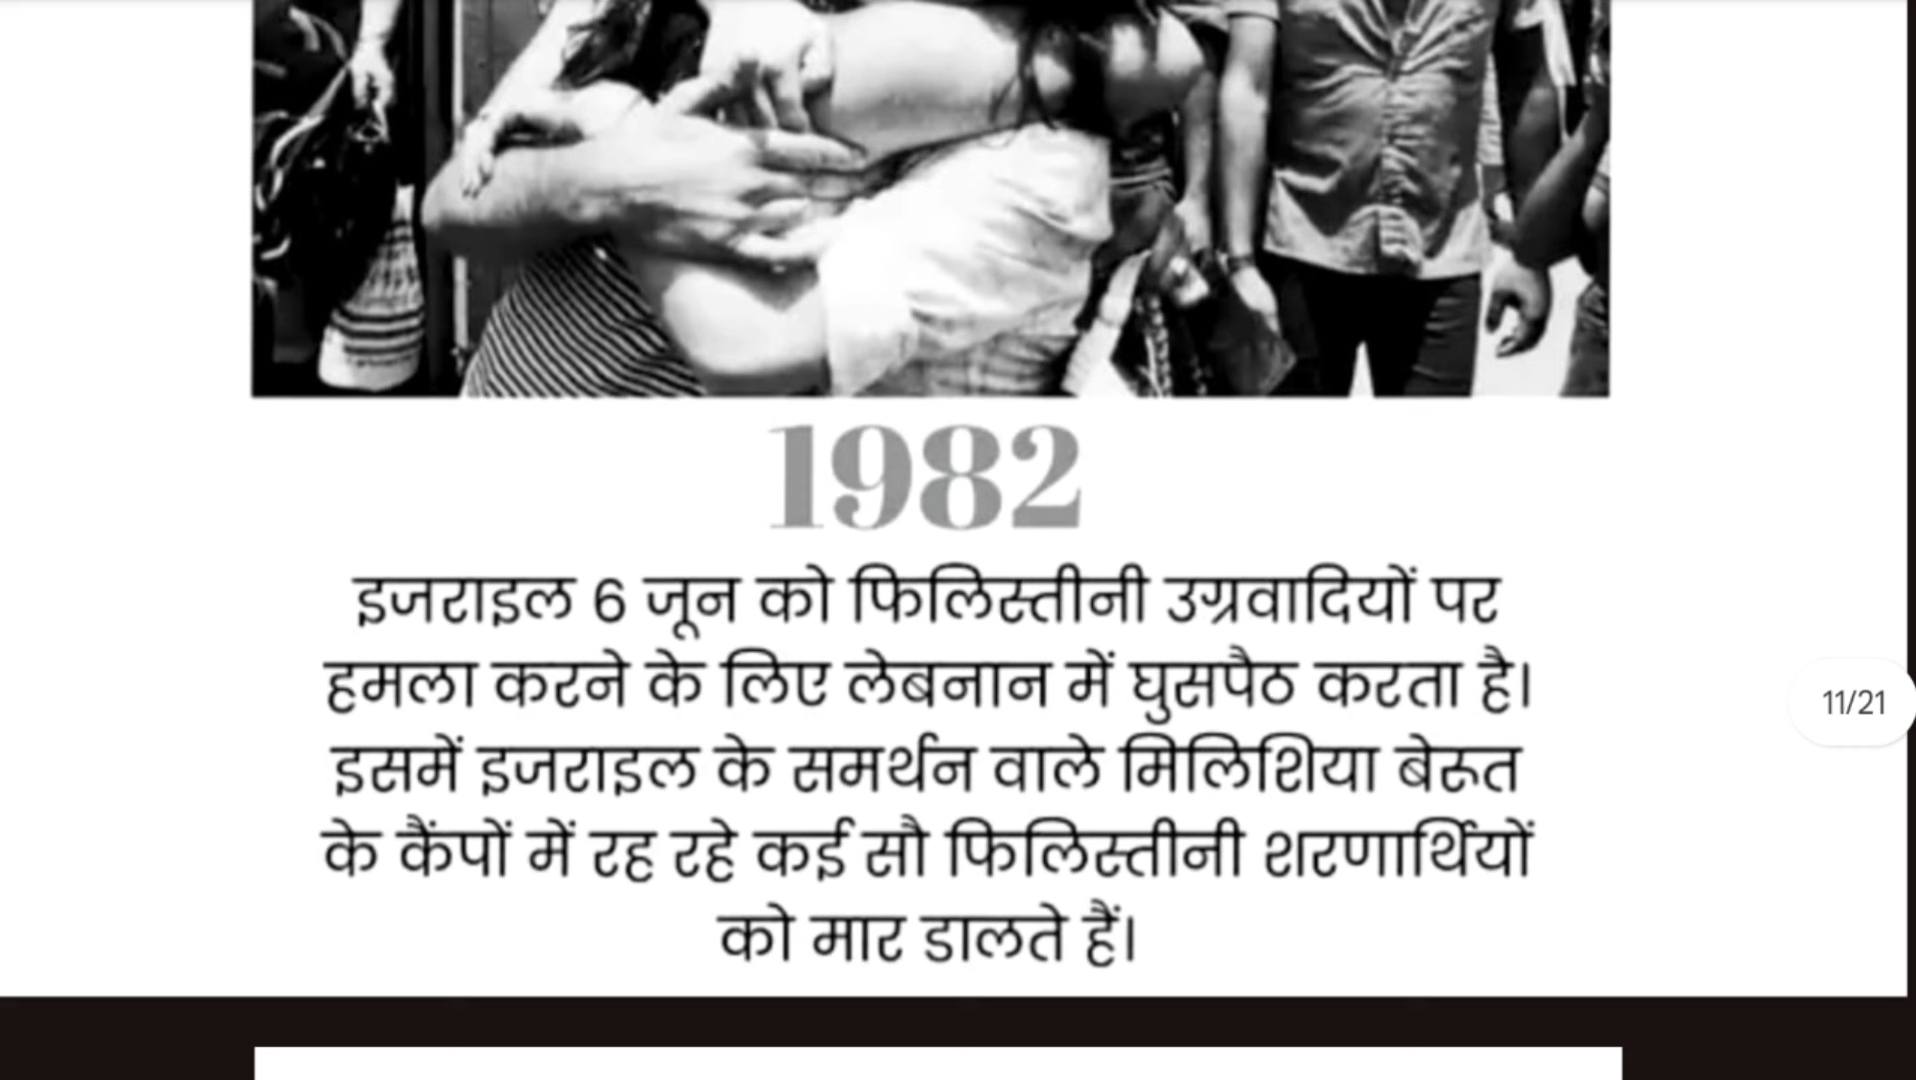 1982
इजराइल 6 जून को फिलिस्तीनी उग्रवादियों पर
हमला करने के लिए लेबनान में घुसपैठ करता है।
इसमें इजराइल के समर्थन वाले मिलिशिया बेरूत
के कैंपों में रह रहे कई सौ फिलिस्तीनी शरणार्थियों
को मार डालते हैं।
11/21